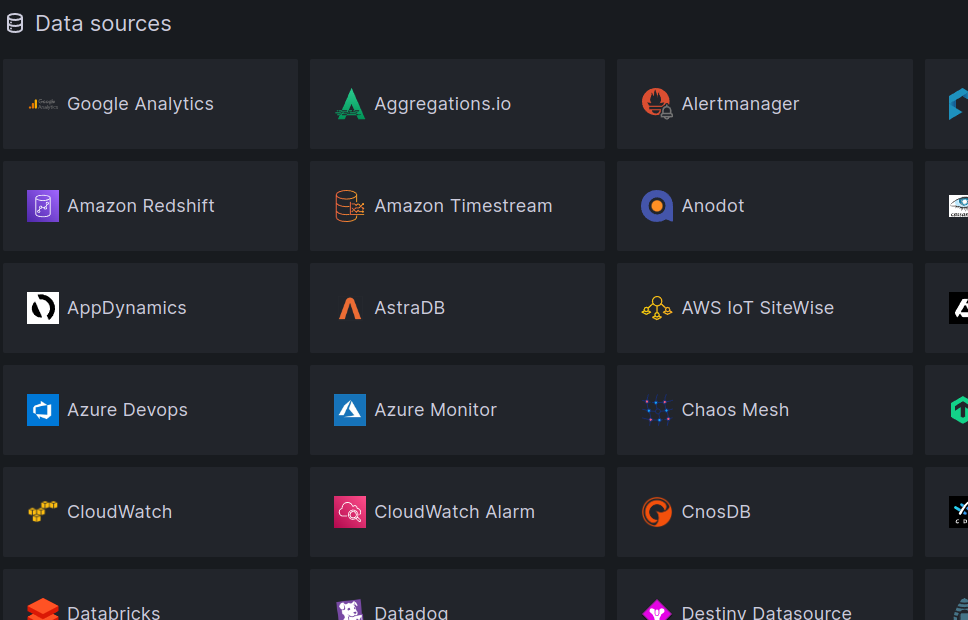 Data sources
Google Analytics
Aggregations.io
Alertmanager
Amazon Redshift
Amazon Timestream
Anodot
AppDynamics
AstraDB
AWS IoT SiteWise
Azure Devops
Azure Monitor
Chaos Mesh
CloudWatch
CloudWatch Alarm
CnosDB
Databricks
Datadog
Destiny Datasource